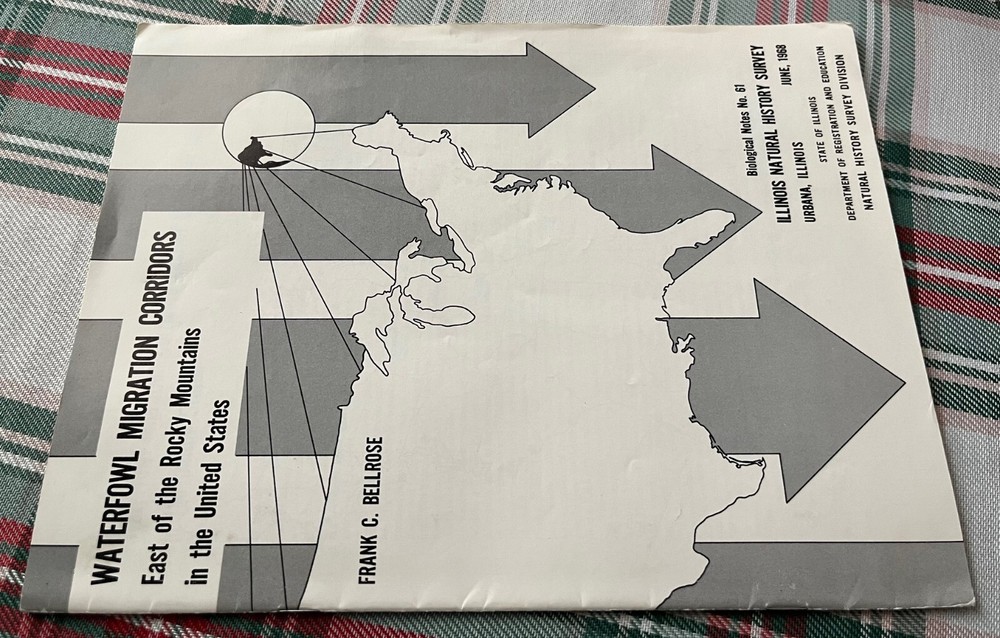 WATERFOWL MIGRATION CORRIDORS
East of the Rocky Mountains
in the United States
FRANK C. BELLROSE
Biological Notes No. 61
ILLINOIS NATURAL HISTORY SURVEY
URBANA, ILLINOIS JUNE, 1968
STATE OF ILLINOIS
DEPARTMENT OF REGISTRATION AND EDUCATION
NATURAL HISTORY SURVEY DIVISION